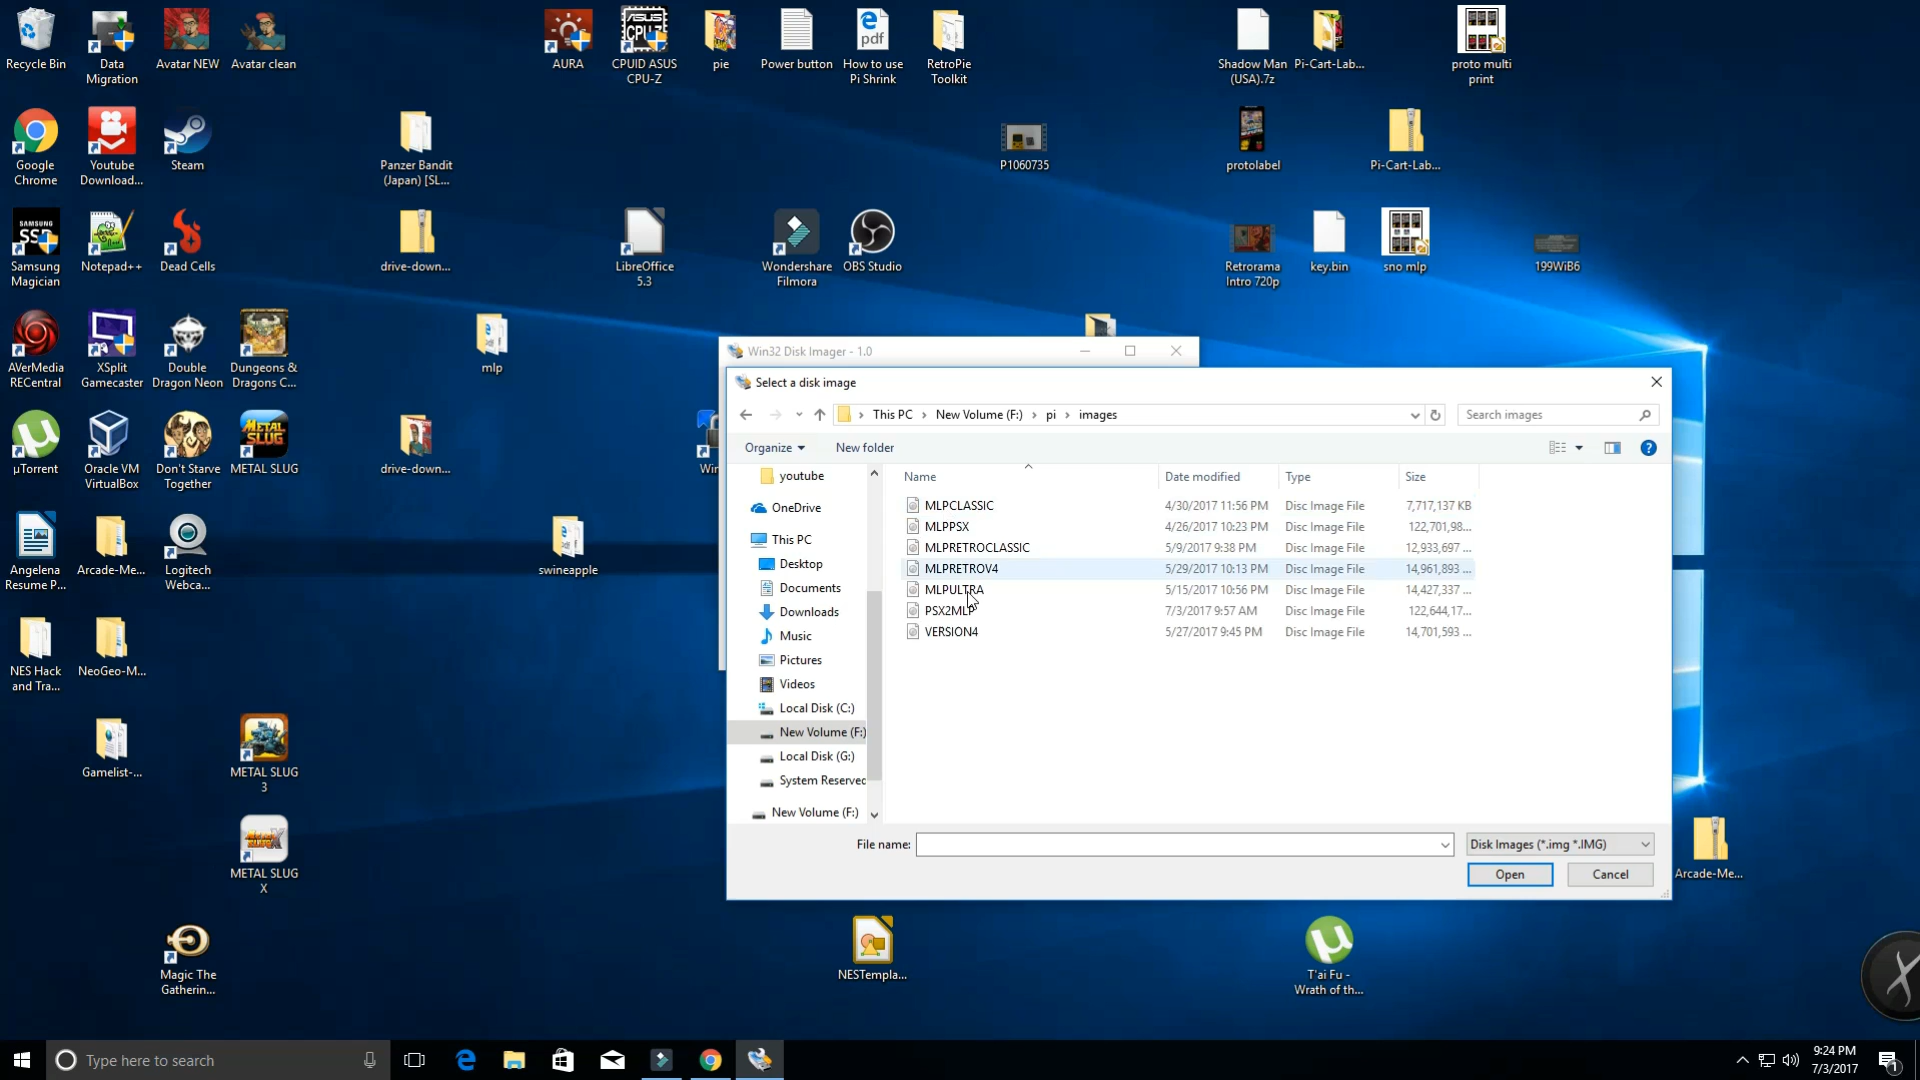 Recycle Bin
Data
Migration
Avatar NEW
Avatar clean
AURA
CPUID ASUS
CPU-Z
pie
Power button
How to use
Pi Shrink
RetroPie
Toolkit
Shadow Man
(USA).7z
Pi-Cart-Lab...
proto multi
print
Google
Chrome
Youtube
Download...
Steam
Panzer Bandit
(Japan) [SL...
P1060735
protolabel
Pi-Cart-Lab...
Samsung
Magician
Notepad++
Dead Cells
drive-down...
LibreOffice
5.3
Wondershare
Filmora
OBS Studio
Retrorama
Intro 720p
key.bin
sno mlp
199WiB6
AVerMedia
RECentral
XSplit
Gamecaster
Double
Dragon Neon
Dungeons &
Dragons C...
mlp
µTorrent
Oracle VM
VirtualBox
Don't Starve
Together
METAL SLUG
drive-down...
Win
Angelena
Resume P...
Arcade-Me...
Logitech
Webca...
swineapple
NES Hack
and Tra...
NeoGeo-M...
Gamelist-...
METAL SLUG
3
METAL SLUG
X
Magic The
Gatherin...
NESTempla...
T'ai Fu -
Wrath of th...
Arcade-Me...
Win32 Disk Imager - 1.0
Select a disk image
This PC
New Volume (F:)
pi
images
Search images
Organize
New folder
Name
Date modified
Type
Size
youtube
OneDrive
This PC
Desktop
Documents
Downloads
Music
Pictures
Videos
Local Disk (C:)
New Volume (F:
Local Disk (G:)
System Reserved
New Volume (F:)
MLPCLASSIC 4/30/2017 11:56 PM Disc Image File 7,717,137 KB
MLPPSX 4/26/2017 10:23 PM Disc Image File 122,701,98...
MLPRETROCLASSIC 5/9/2017 9:38 PM Disc Image File 12,933,697 ...
MLPRETROV4 5/29/2017 10:13 PM Disc Image File 14,961,893 ...
MLPULTRA 5/15/2017 10:56 PM Disc Image File 14,427,337 ...
PSX2MLP 7/3/2017 9:57 AM Disc Image File 122,644,17...
VERSION4 5/27/2017 9:45 PM Disc Image File 14,701,593 ...
File name:
Disk Images (*.img *.IMG)
Open
Cancel
Type here to search
9:24 PM
7/3/2017